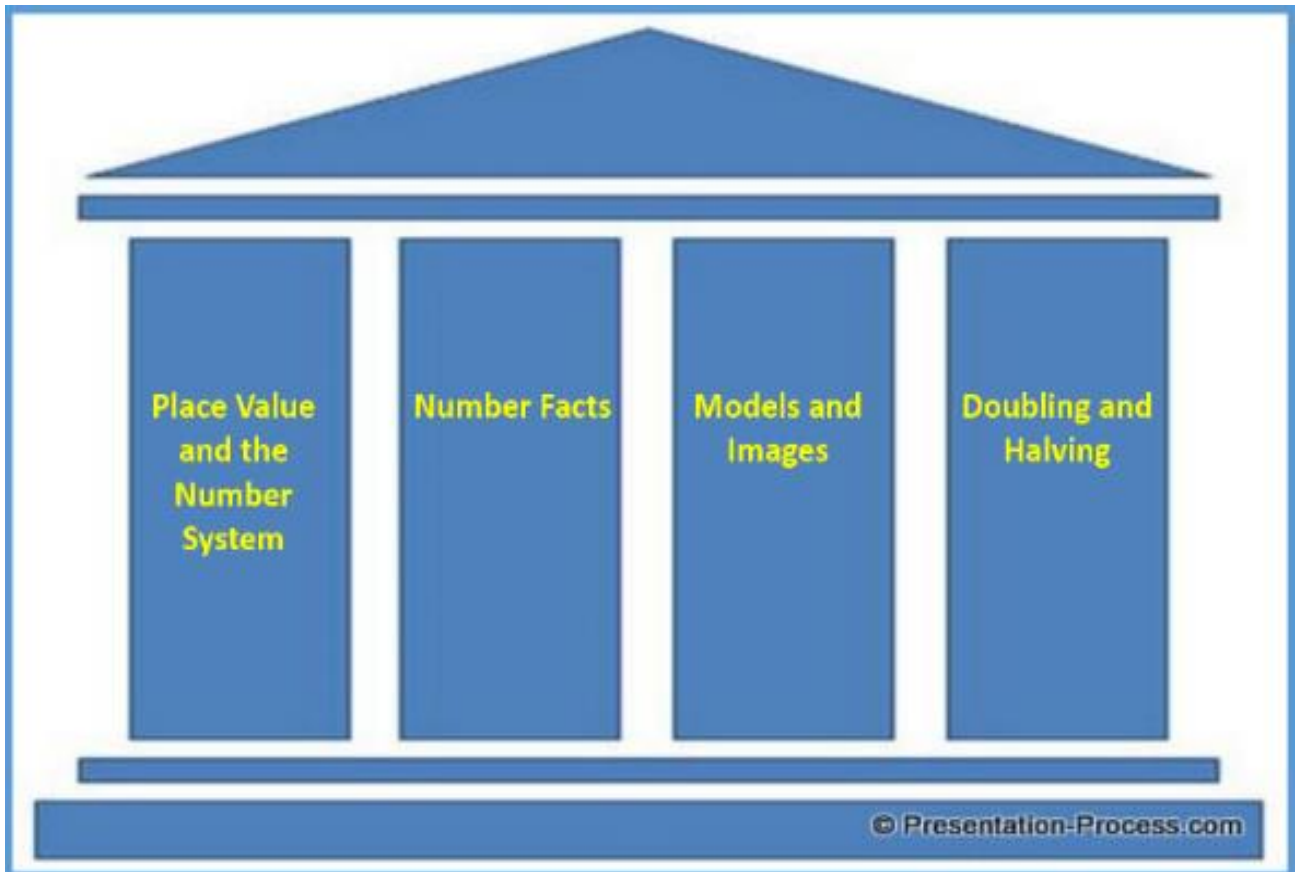 Place Value
and the
Number
System
Number Facts
Models and
Images
Doubling and
Halving
© Presentation-Process.com